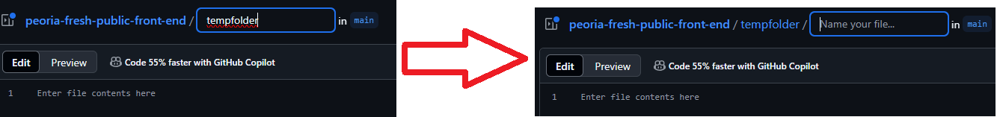 peoria-fresh-public-front-end / tempfolder in main
Edit Preview Code 55% faster with GitHub Copilot
1 Enter file contents here
peoria-fresh-public-front-end / tempfolder / Name your file... in main
Edit Preview Code 55% faster with GitHub Copilot
1 Enter file contents here